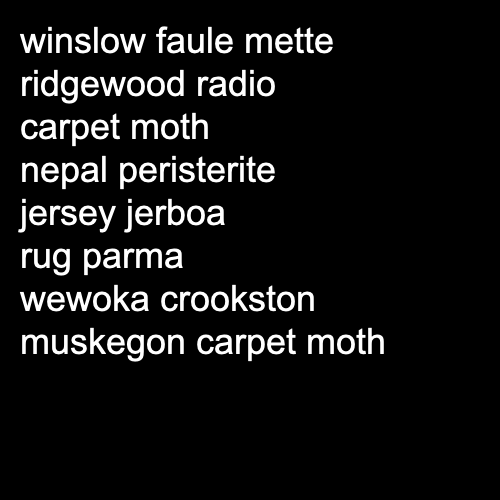 winslow faule mette
ridgewood radio
carpet moth
nepal peristerite
jersey jerboa
rug parma
wewoka crookston
muskegon carpet moth